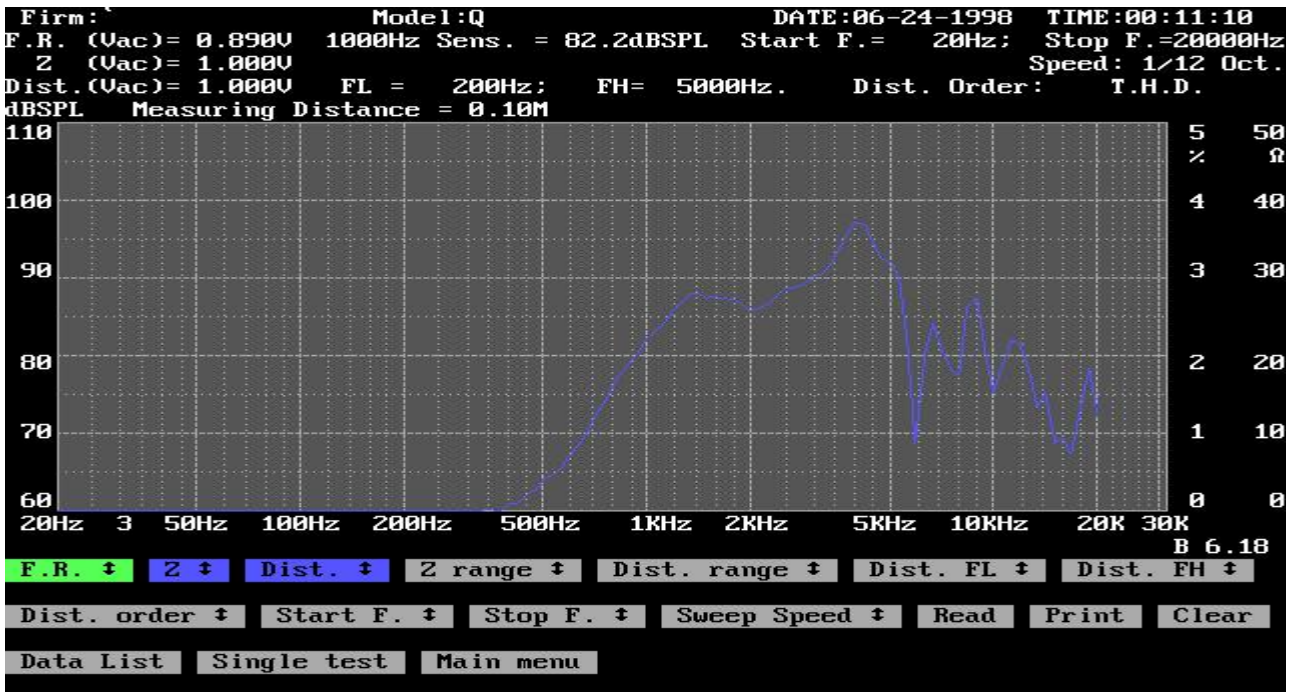 Firm:` Model:Q DATE:06-24-1998 TIME:00:11:10
F.R. (Vac)= 0.890V 1000Hz Sens. = 82.2dBSPL Start F.= 20Hz; Stop F.=20000Hz
Z (Vac)= 1.000V Speed: 1/12 Oct.
Dist.(Vac)= 1.000V FL = 200Hz; FH= 5000Hz. Dist. Order: T.H.D.
dBSPL Measuring Distance = 0.10M
110 5 50
% Ω
100 4 40
90 3 30
80 2 20
70 1 10
60 0 0
20Hz 3 50Hz 100Hz 200Hz 500Hz 1KHz 2KHz 5KHz 10KHz 20K 30K
B 6.18
F.R. ↕ Z ↕ Dist. ↕ Z range ↕ Dist. range ↕ Dist. FL ↕ Dist. FH ↕
Dist. order ↕ Start F. ↕ Stop F. ↕ Sweep Speed ↕ Read Print Clear
Data List Single test Main menu